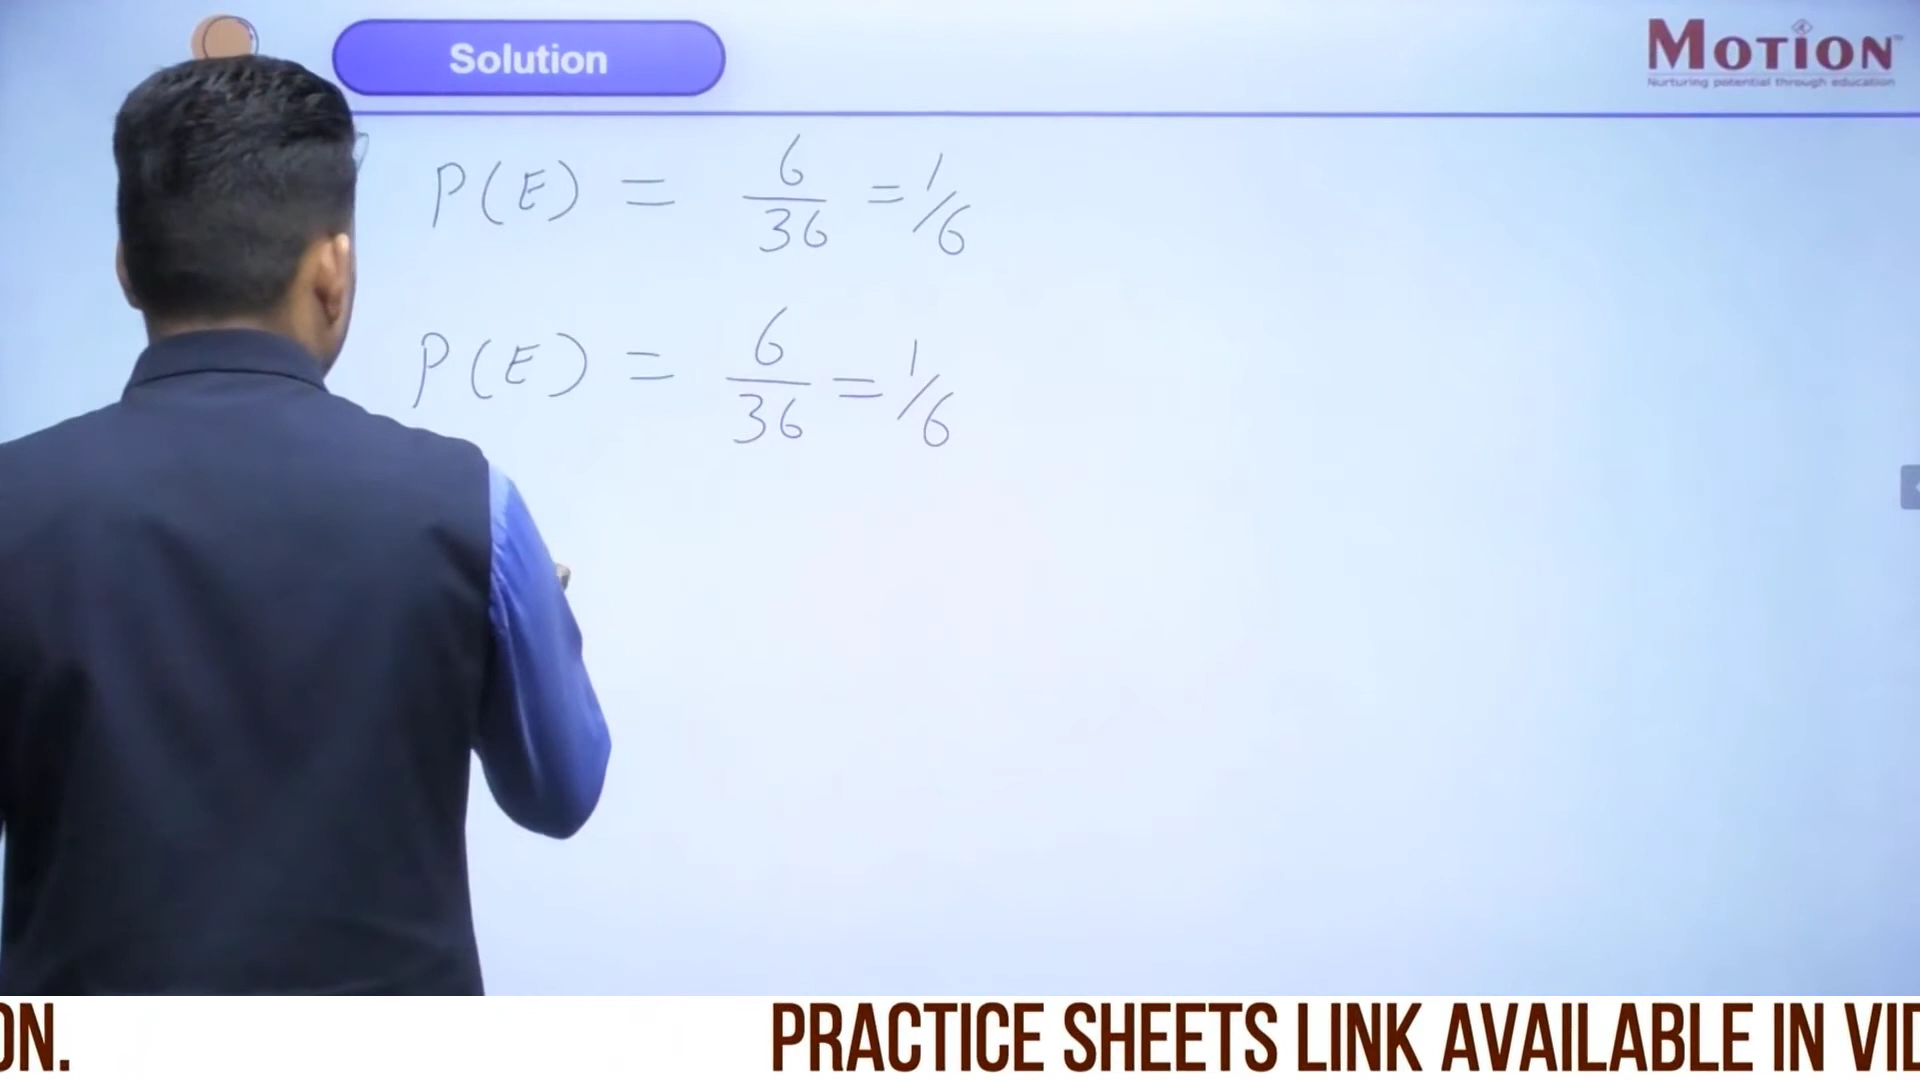 Solution
MOTION
Nurturing potential through education
P(E) = 6/36 = 1/6
P(E) = 6/36 = 1/6
ON.
PRACTICE SHEETS LINK AVAILABLE IN VID